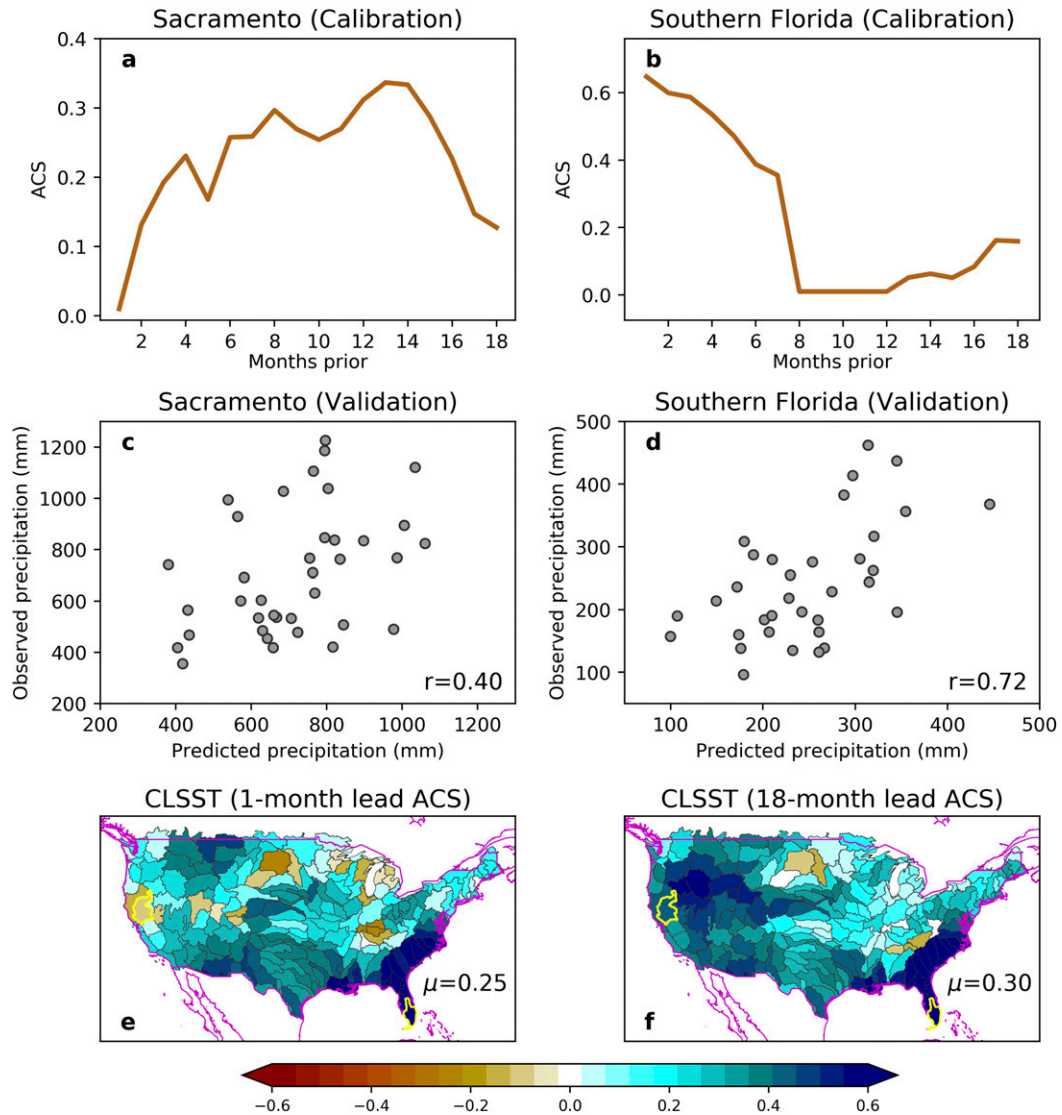 Sacramento (Calibration)
a
0.4
0.3
0.2
0.1
0.0
ACS
2 4 6 8 10 12 14 16 18
Months prior
Southern Florida (Calibration)
b
0.6
0.4
0.2
0.0
ACS
2 4 6 8 10 12 14 16 18
Months prior
Sacramento (Validation)
c
1200
1000
800
600
400
200
Observed precipitation (mm)
r=0.40
200 400 600 800 1000 1200
Predicted precipitation (mm)
Southern Florida (Validation)
d
500
400
300
200
100
Observed precipitation (mm)
r=0.72
100 200 300 400 500
Predicted precipitation (mm)
CLSST (1-month lead ACS)
μ=0.25
e
CLSST (18-month lead ACS)
μ=0.30
f
−0.6 −0.4 −0.2 0.0 0.2 0.4 0.6